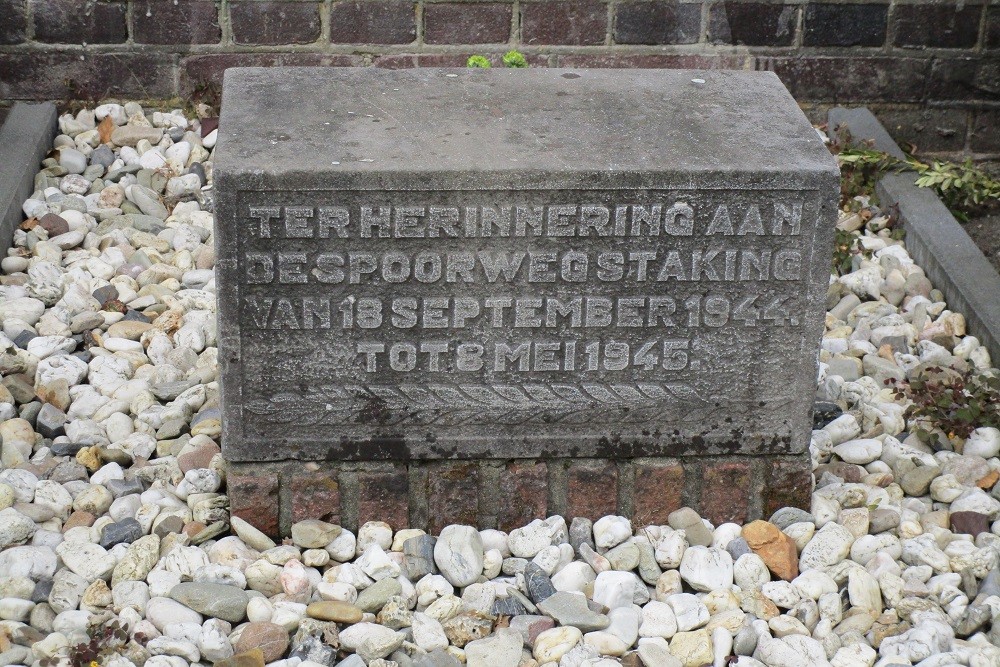 TER HERINNERING AAN
DE SPOORWEGSTAKING
VAN 18 SEPTEMBER 1944.
TOT 8 MEI 1945.